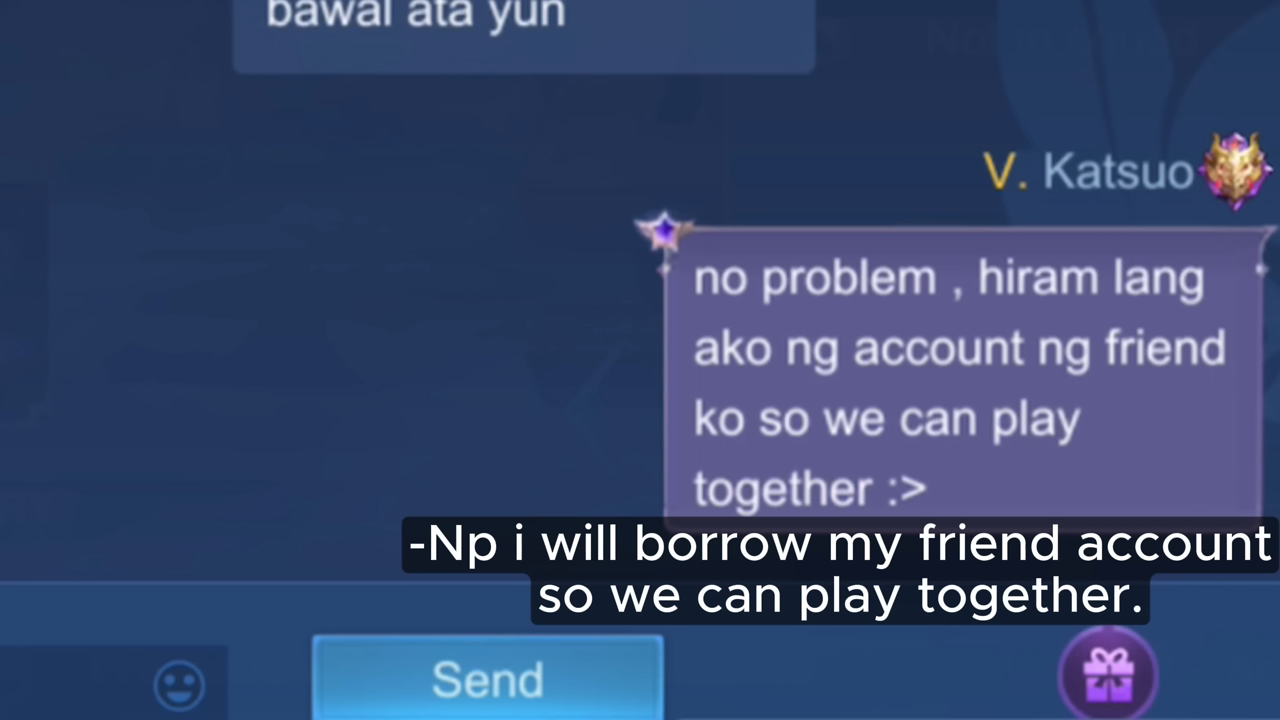 bawal ata yun
V. Katsuo
no problem , hiram lang
ako ng account ng friend
ko so we can play
together :>
-Np i will borrow my friend account
so we can play together.
Send